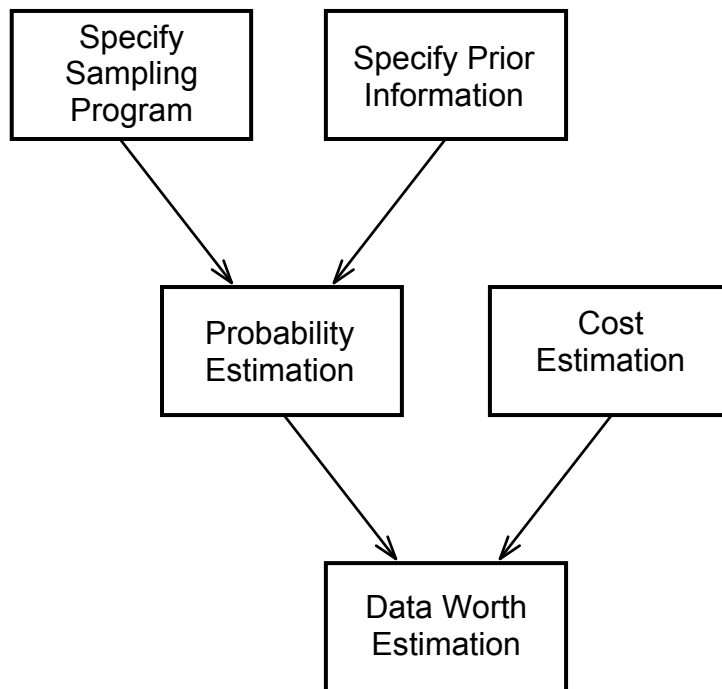 Specify
Sampling
Program
Specify Prior
Information
Probability
Estimation
Cost
Estimation
Data Worth
Estimation